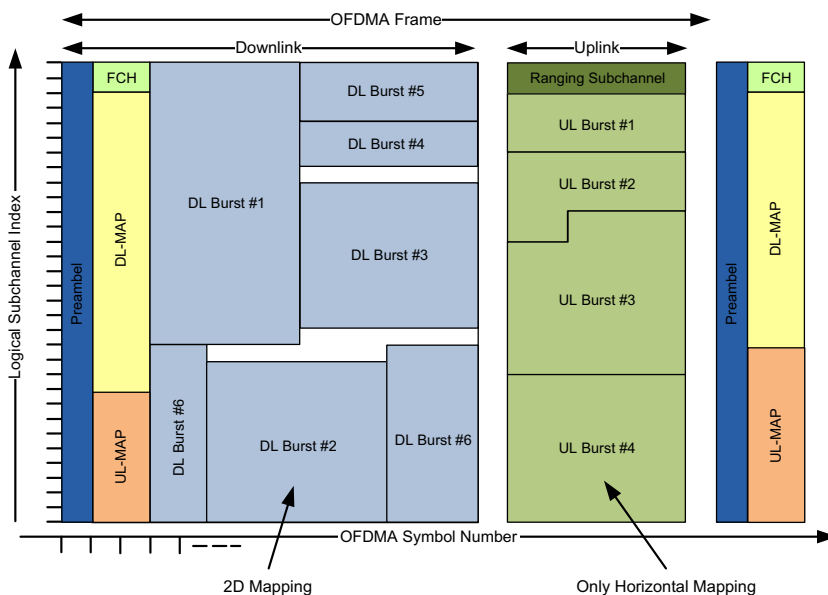 OFDMA Frame
Downlink
Uplink
Logical Subchannel Index
Preambel
FCH
DL-MAP
UL-MAP
DL Burst #1
DL Burst #5
DL Burst #4
DL Burst #3
DL Burst #6
DL Burst #2
DL Burst #6
Ranging Subchannel
UL Burst #1
UL Burst #2
UL Burst #3
UL Burst #4
Preambel
FCH
DL-MAP
UL-MAP
OFDMA Symbol Number
2D Mapping
Only Horizontal Mapping